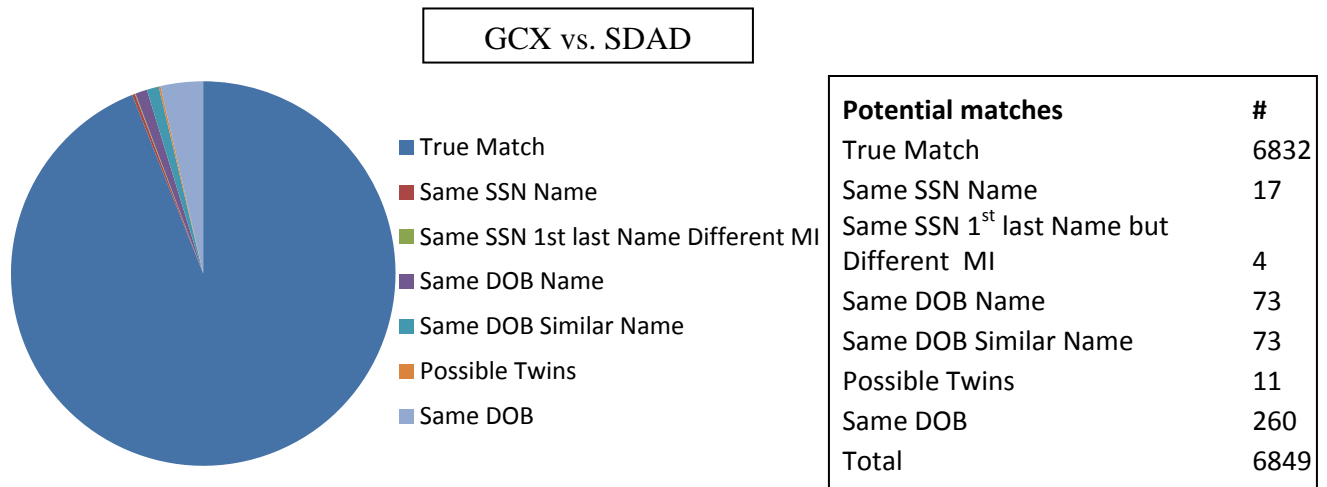 GCX vs. SDAD
True Match
Same SSN Name
Same SSN 1st last Name Different MI
Same DOB Name
Same DOB Similar Name
Possible Twins
Same DOB
Potential matches #
True Match 6832
Same SSN Name 17
Same SSN 1st last Name but
Different MI 4
Same DOB Name 73
Same DOB Similar Name 73
Possible Twins 11
Same DOB 260
Total 6849